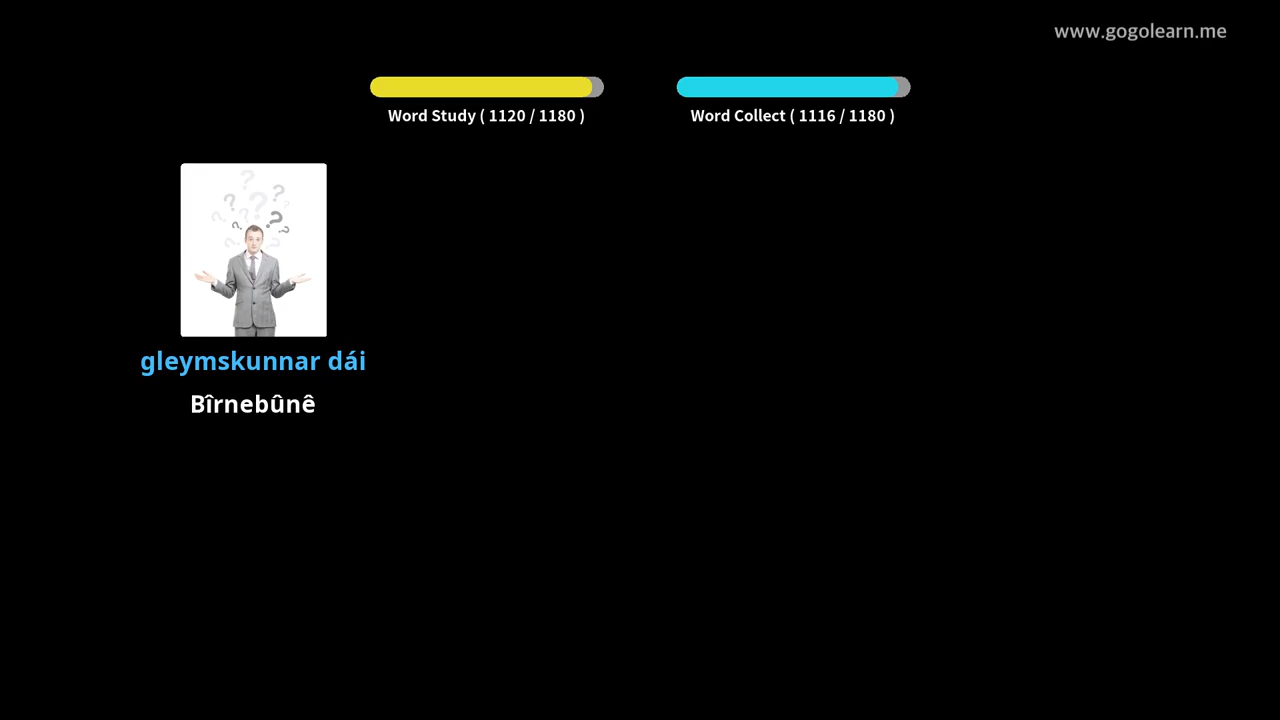 www.gogolearn.me
Word Study ( 1120 / 1180 )
Word Collect ( 1116 / 1180 )
gleymskunnar dái
Bîrnebûnê